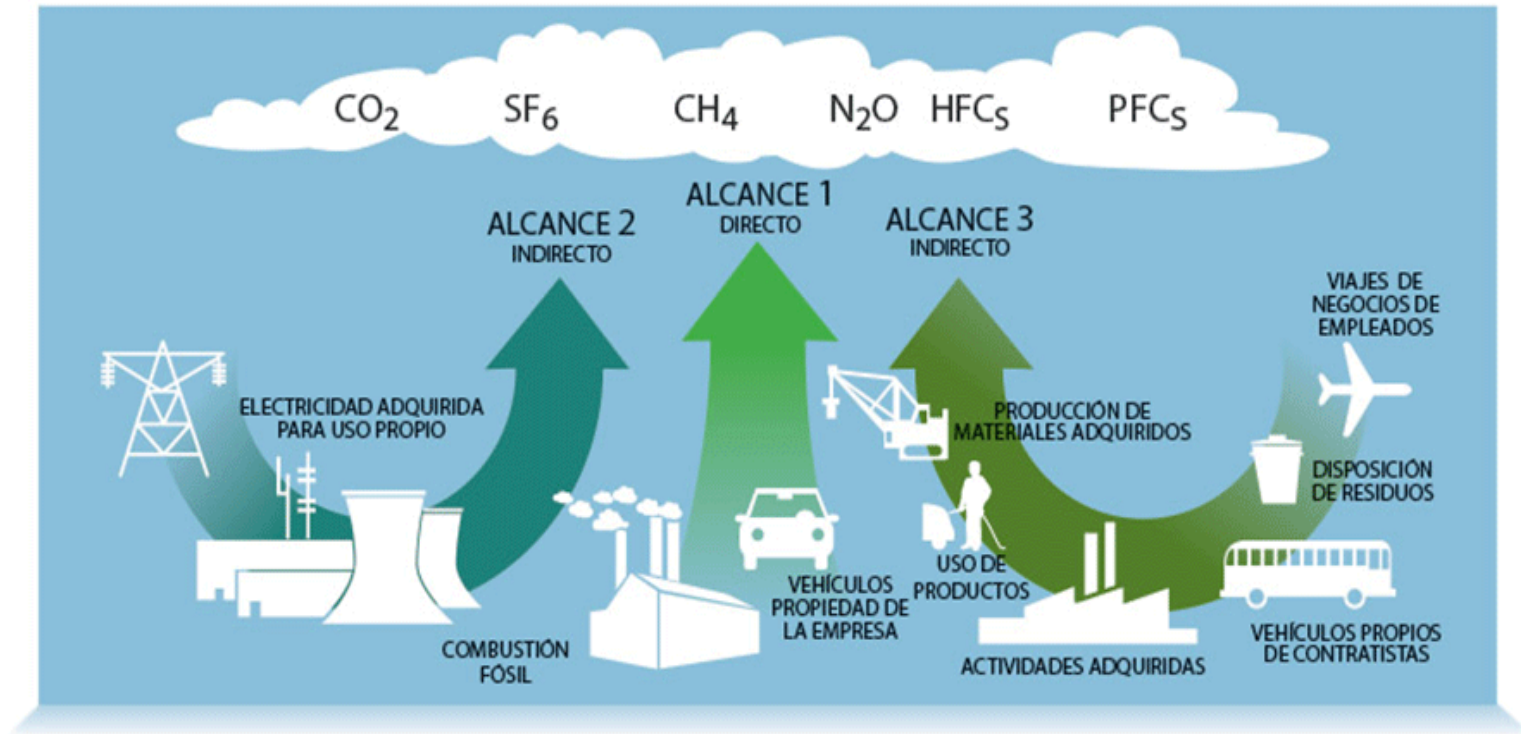 CO₂ SF₆ CH₄ N₂O HFCs PFCs
ALCANCE 2
INDIRECTO
ALCANCE 1
DIRECTO
ALCANCE 3
INDIRECTO
ELECTRICIDAD ADQUIRIDA
PARA USO PROPIO
COMBUSTIÓN
FÓSIL
VEHÍCULOS
PROPIEDAD DE
LA EMPRESA
PRODUCCIÓN DE
MATERIALES ADQUIRIDOS
USO DE
PRODUCTOS
ACTIVIDADES ADQUIRIDAS
VIAJES DE
NEGOCIOS DE
EMPLEADOS
DISPOSICIÓN
DE RESIDUOS
VEHÍCULOS PROPIOS
DE CONTRATISTAS